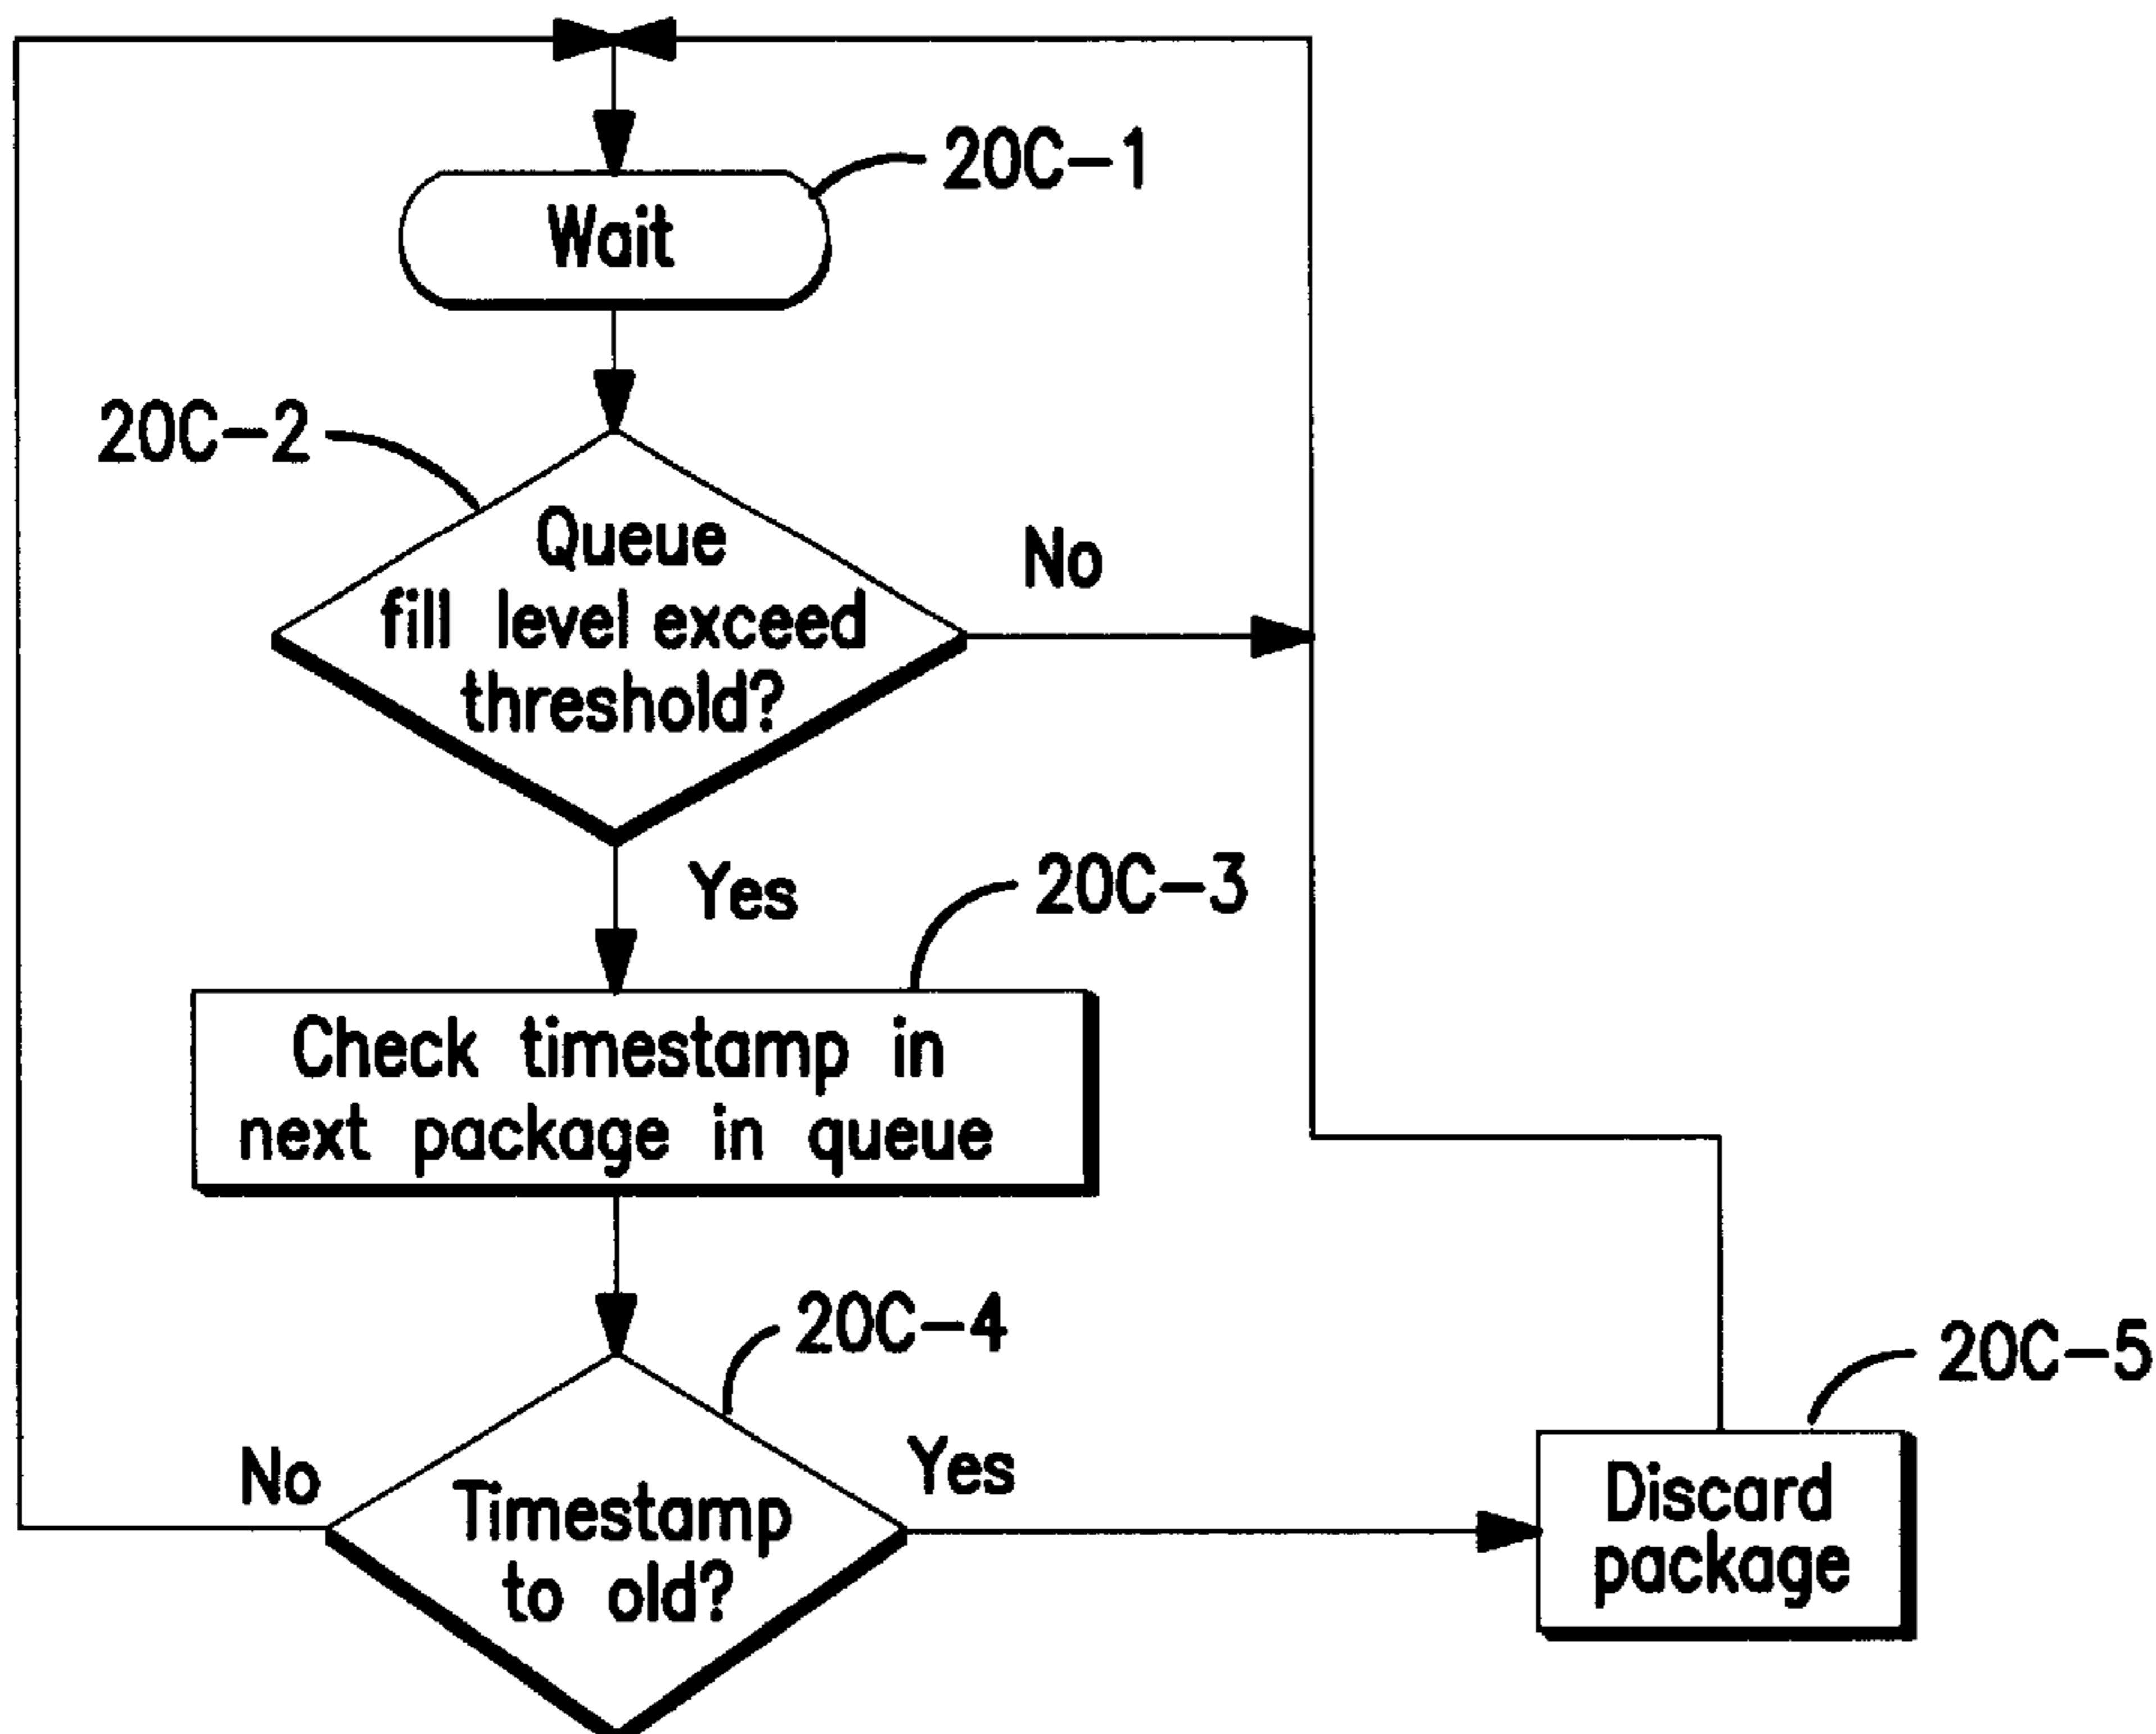 20C-1
Wait
20C-2
Queue
fill level exceed
threshold?
No
Yes
20C-3
Check timestamp in
next package in queue
20C-4
20C-5
No
Timestamp
to old?
Yes
Discard
package